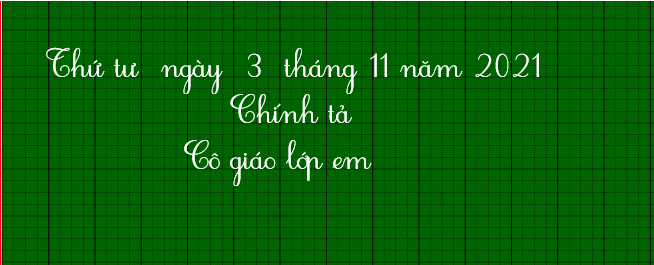 Thứ tư ngày 3 tháng 11 năm 2021
Chính tả
Cô giáo lớp em